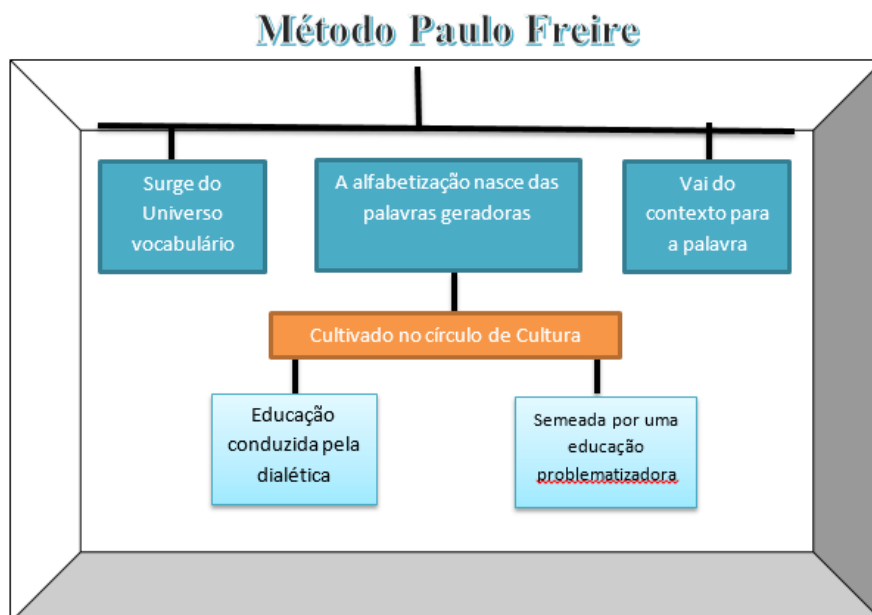 Método Paulo Freire
Surge do
Universo
vocabulário
A alfabetização nasce das
palavras geradoras
Vai do
contexto para
a palavra
Cultivado no círculo de Cultura
Educação
conduzida pela
dialética
Semeada por uma
educação
problematizadora